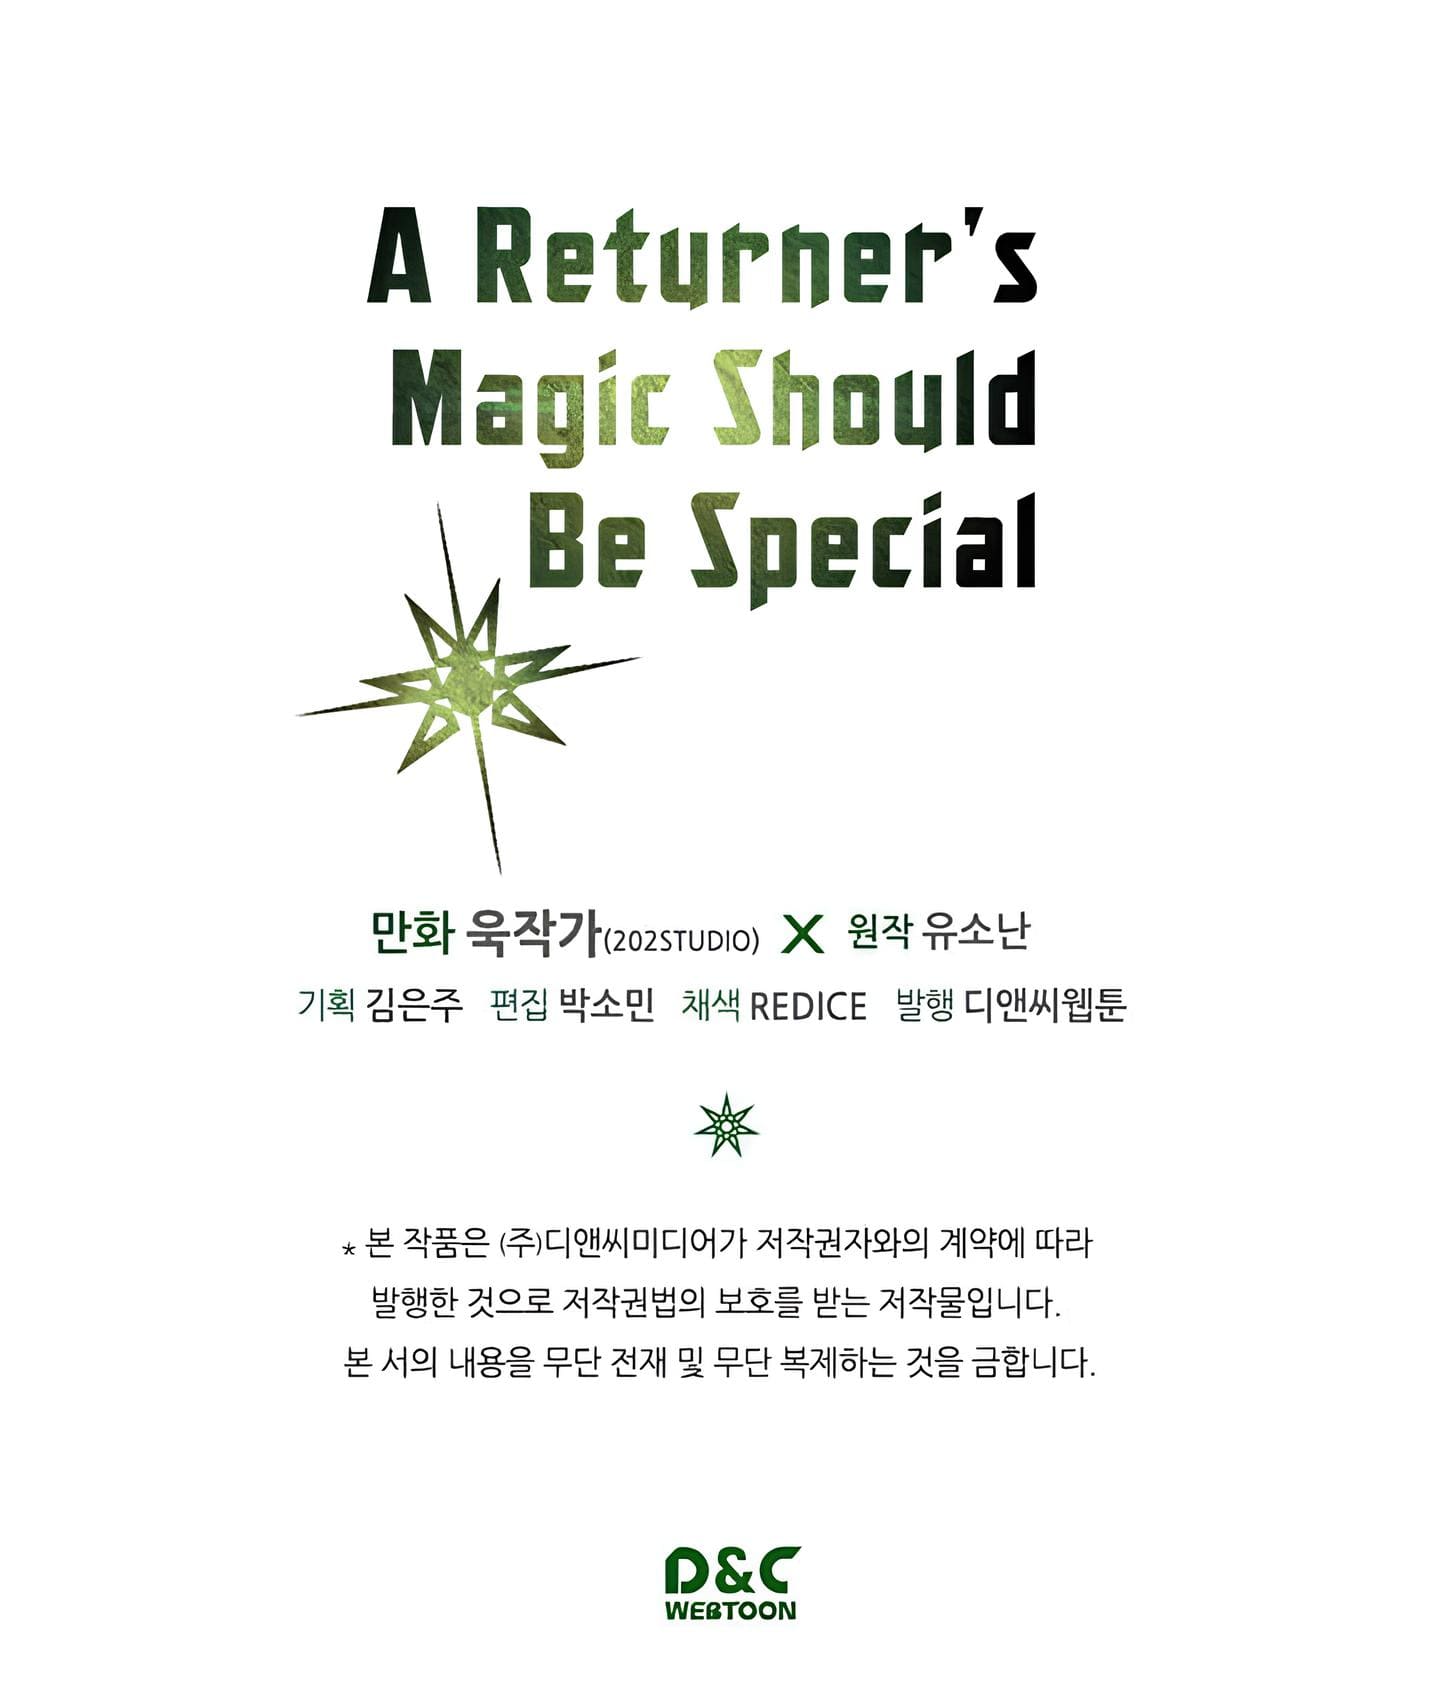 A Returner's
Magic Should
Be Special
만화 욱작가(202STUDIO) X 원작 유소난
기획 김은주 편집 박소민 채색 REDICE 발행 디앤씨웹툰
* 본 작품은 (주)디앤씨미디어가 저작권자와의 계약에 따라
발행한 것으로 저작권법의 보호를 받는 저작물입니다.
본 서의 내용을 무단 전재 및 무단 복제하는 것을 금합니다.
D&C
WEBTOON